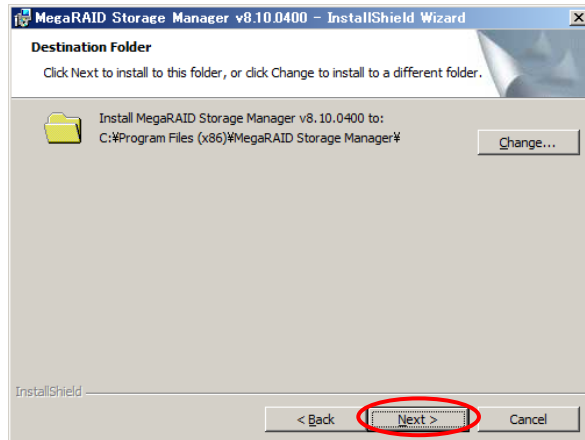 MegaRAID Storage Manager v8.10.0400 - InstallShield Wizard
Destination Folder
Click Next to install to this folder, or click Change to install to a different folder.
Install MegaRAID Storage Manager v8.10.0400 to:
C:¥Program Files (x86)¥MegaRAID Storage Manager¥
Change...
InstallShield
< Back
Next >
Cancel